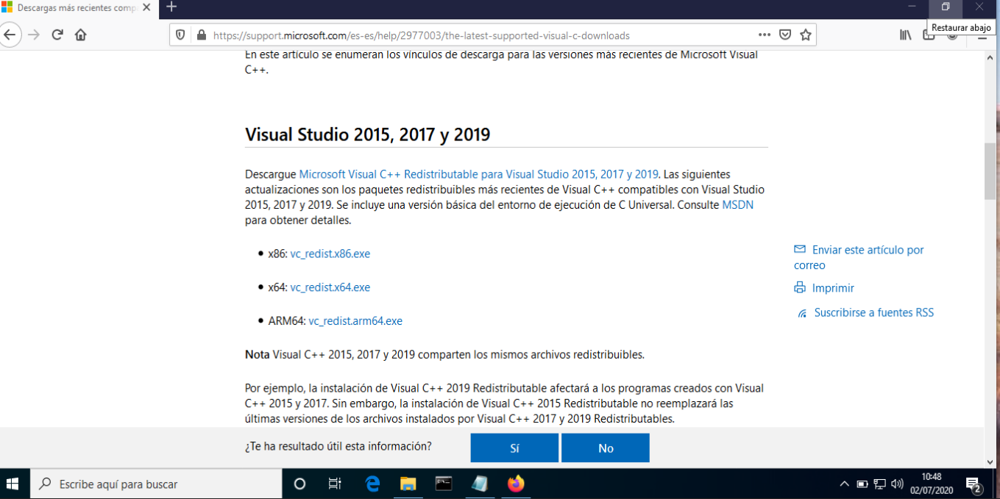 Descargas más recientes comp
Restaurar abajo
https://support.microsoft.com/es-es/help/2977003/the-latest-supported-visual-c-downloads
En este artículo se enumeran los vínculos de descarga para las versiones más recientes de Microsoft Visual
C++.
Visual Studio 2015, 2017 y 2019
Descargue Microsoft Visual C++ Redistributable para Visual Studio 2015, 2017 y 2019. Las siguientes
actualizaciones son los paquetes redistribuibles más recientes de Visual C++ compatibles con Visual Studio
2015, 2017 y 2019. Se incluye una versión básica del entorno de ejecución de C Universal. Consulte MSDN
para obtener detalles.
• x86: vc_redist.x86.exe
• x64: vc_redist.x64.exe
• ARM64: vc_redist.arm64.exe
Enviar este artículo por
correo
Imprimir
Suscribirse a fuentes RSS
Nota Visual C++ 2015, 2017 y 2019 comparten los mismos archivos redistribuibles.
Por ejemplo, la instalación de Visual C++ 2019 Redistributable afectará a los programas creados con Visual
C++ 2015 y 2017. Sin embargo, la instalación de Visual C++ 2015 Redistributable no reemplazará las
últimas versiones de los archivos instalados por Visual C++ 2017 y 2019 Redistributables.
¿Te ha resultado útil esta información?
Sí
No
Escribe aquí para buscar
10:48
02/07/2020
2